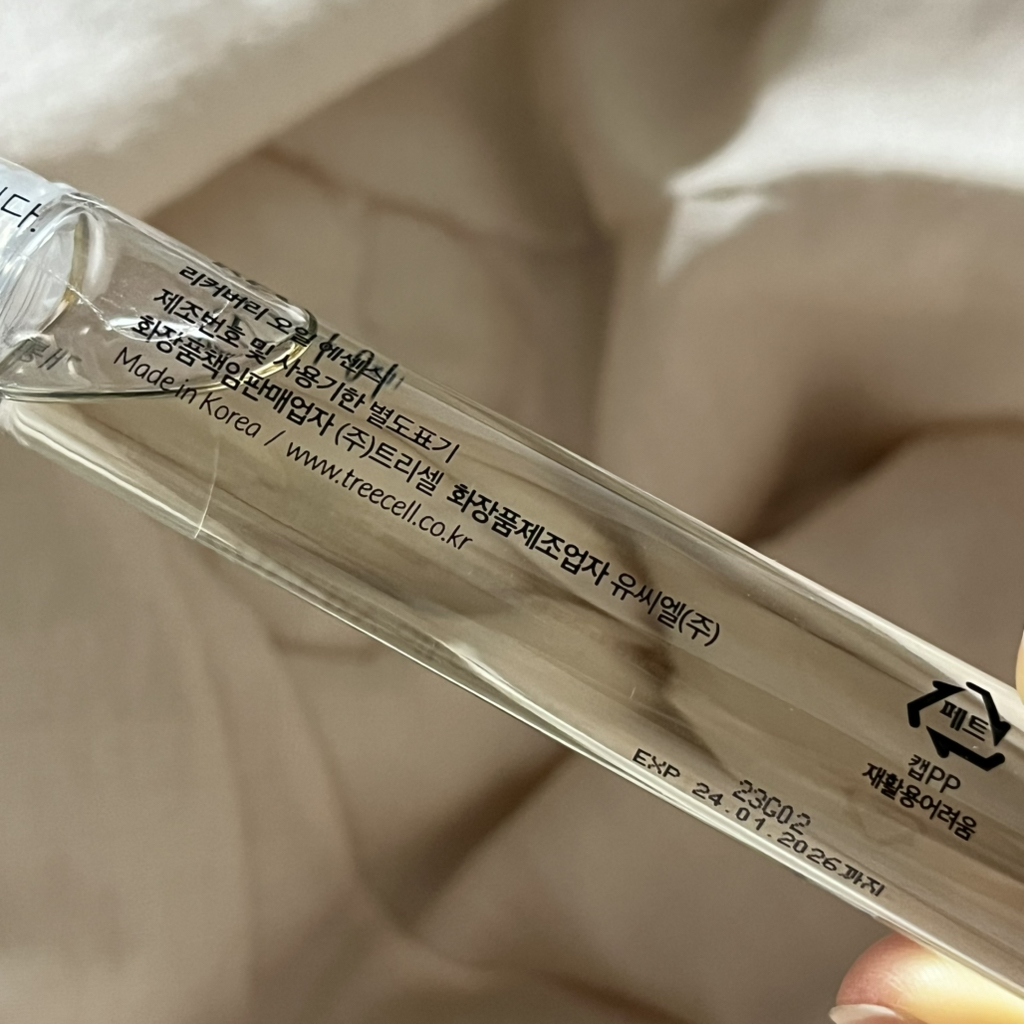 니다.
리커버리 오일 에센스
제조번호 및 사용기한 별도표기
화장품책임판매업자 (주)트리셀 화장품제조업자 유씨엘(주)
Made in Korea / www.treecell.co.kr
페트
캡PP
재활용어려움
23G02
EXP 24.01.2026까지